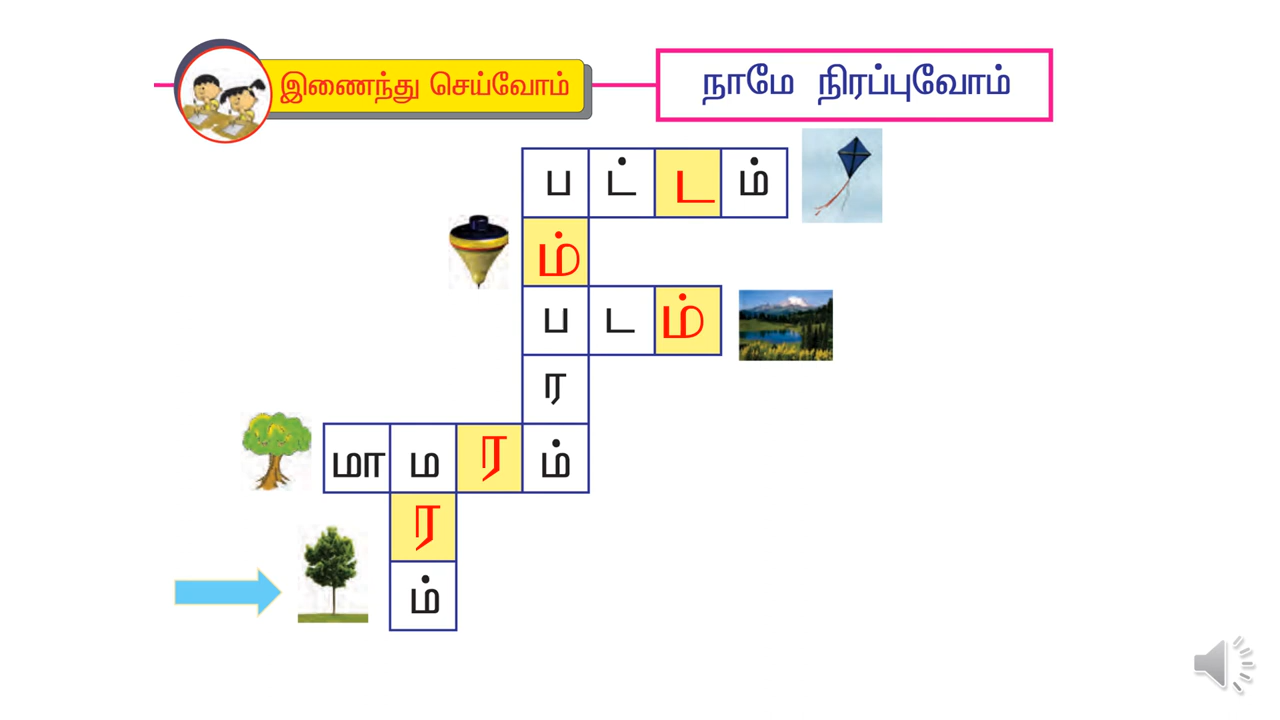 இணைந்து செய்வோம்
நாமே நிரப்புவோம்
ப ட் ட ம்
ம்
ப ட ம்
ர
மா ம ர ம்
ர
ம்